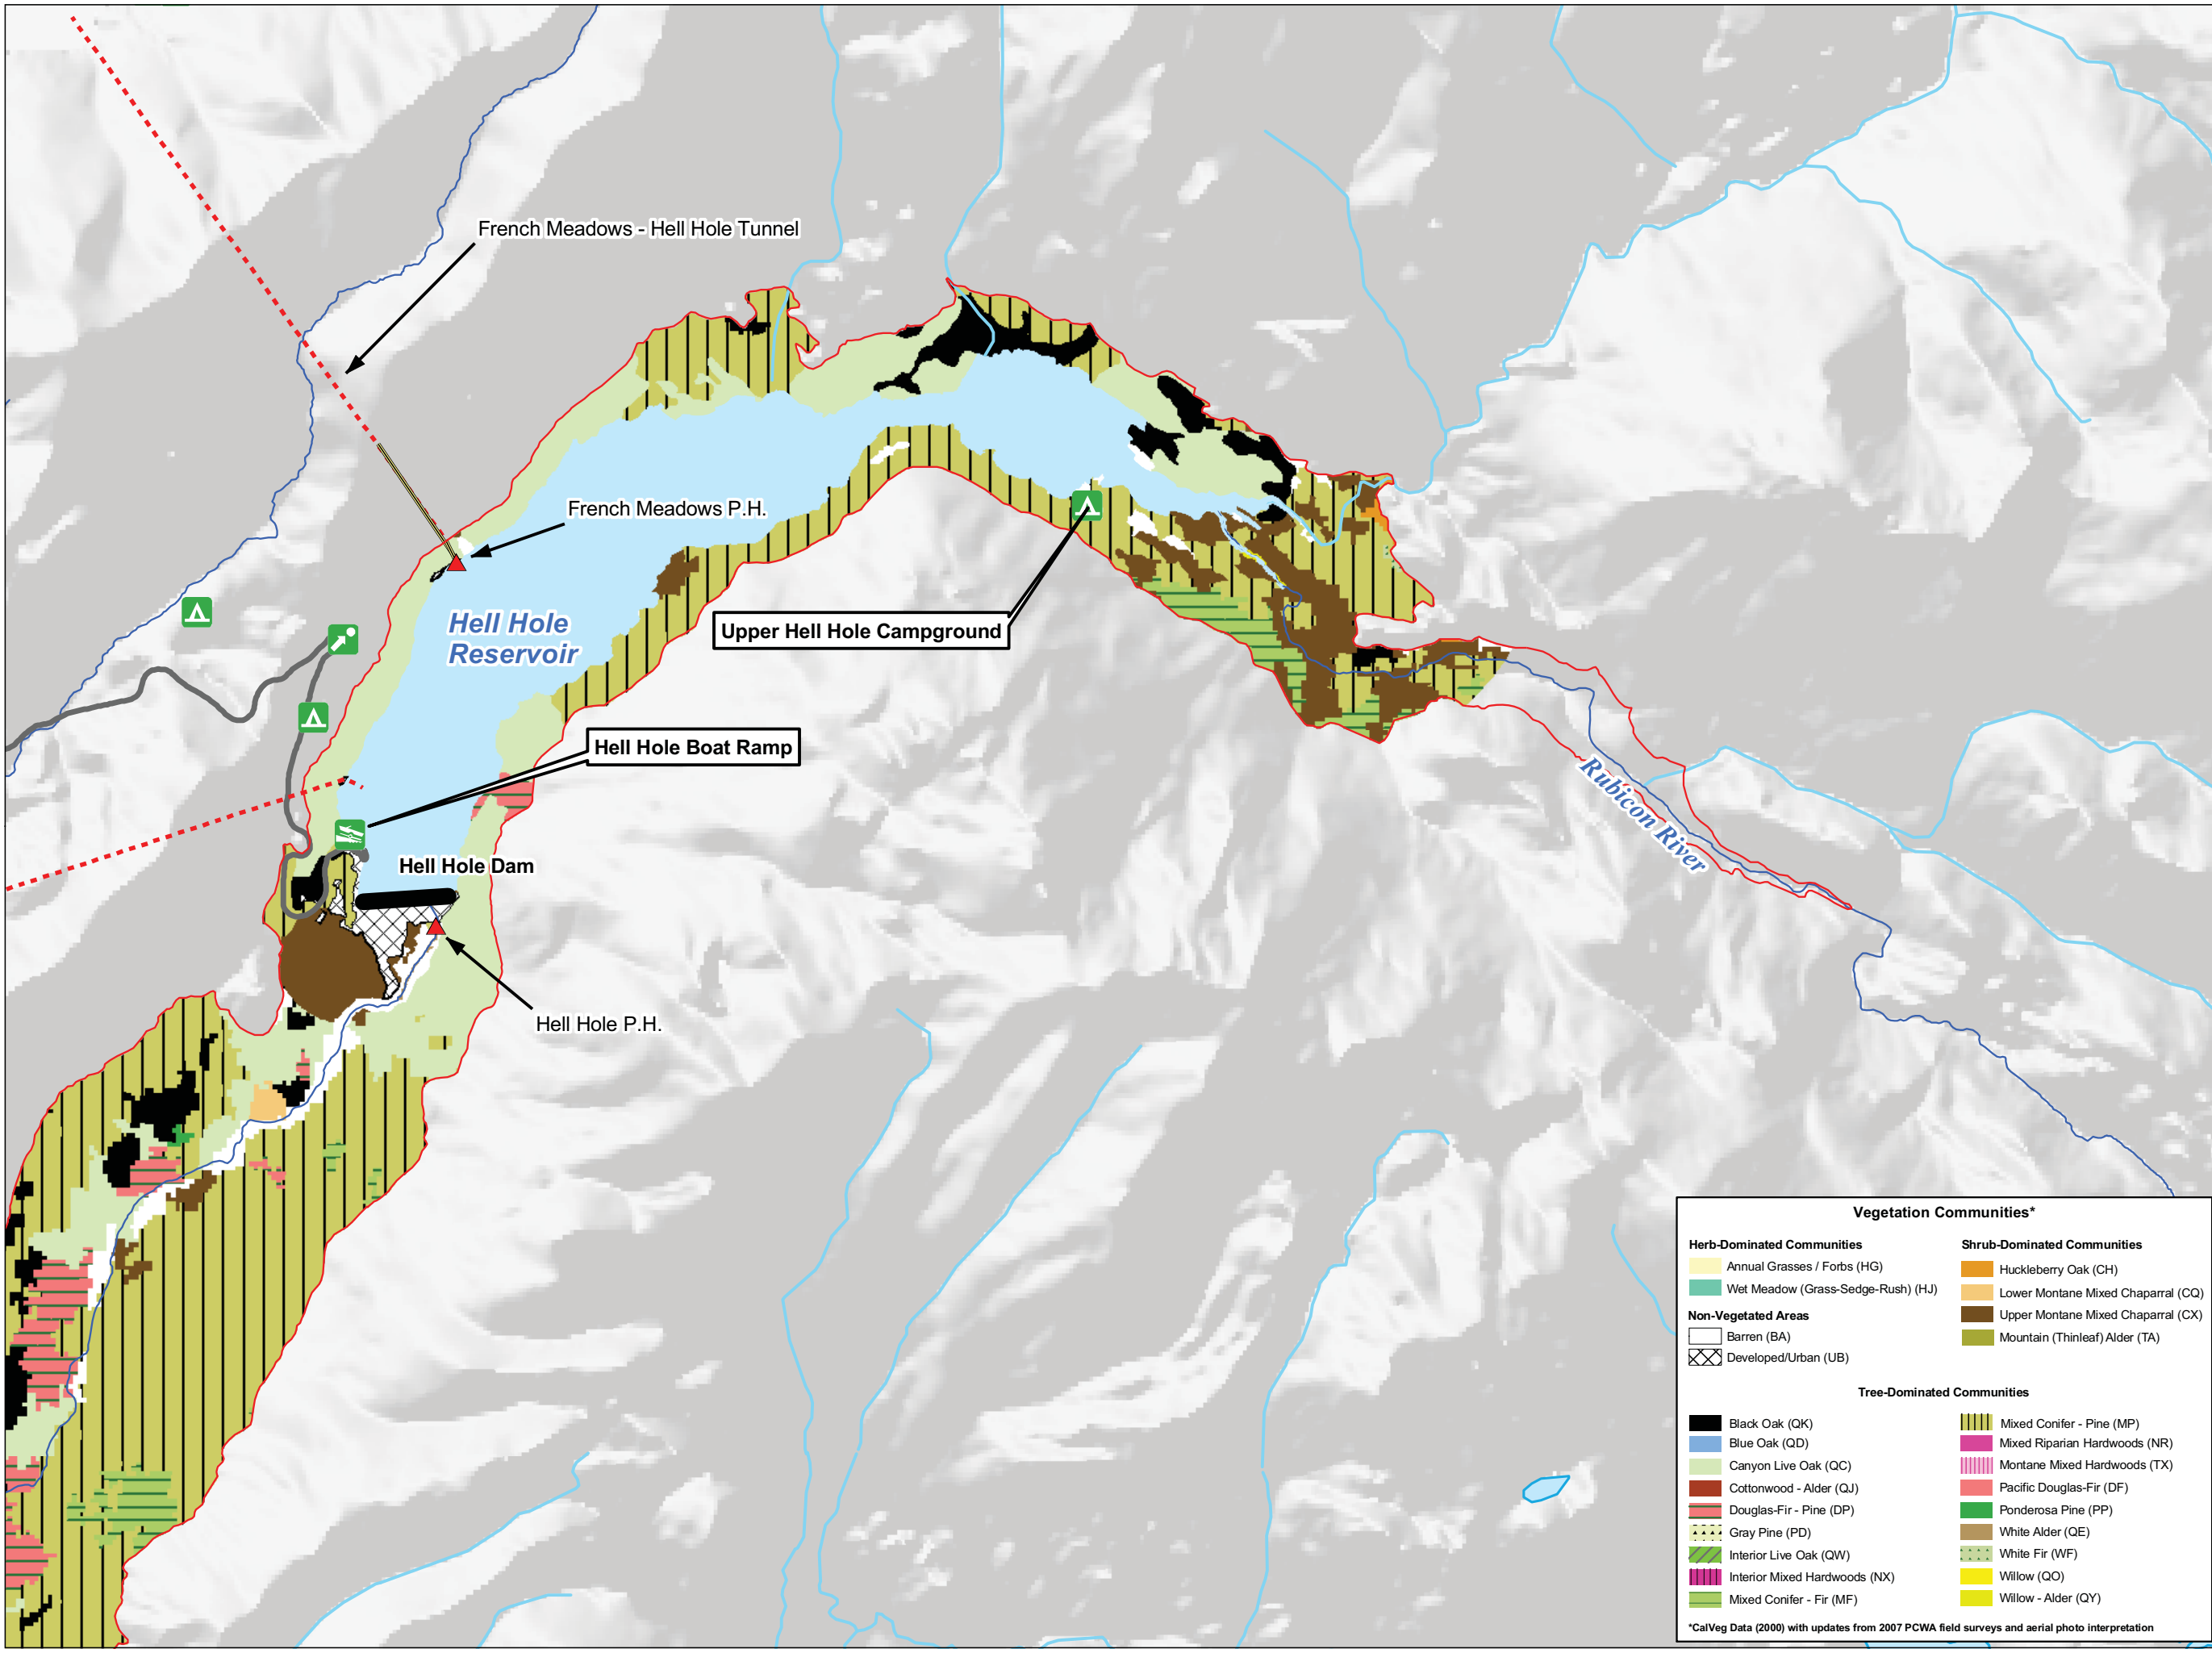 French Meadows - Hell Hole Tunnel
French Meadows P.H.
Hell Hole
Reservoir
Upper Hell Hole Campground
Hell Hole Boat Ramp
Rubicon River
Hell Hole Dam
Hell Hole P.H.
Vegetation Communities*
Herb-Dominated Communities
Annual Grasses / Forbs (HG)
Wet Meadow (Grass-Sedge-Rush) (HJ)
Non-Vegetated Areas
Barren (BA)
Developed/Urban (UB)
Shrub-Dominated Communities
Huckleberry Oak (CH)
Lower Montane Mixed Chaparral (CQ)
Upper Montane Mixed Chaparral (CX)
Mountain (Thinleaf) Alder (TA)
Tree-Dominated Communities
Black Oak (QK)
Blue Oak (QD)
Canyon Live Oak (QC)
Cottonwood - Alder (QJ)
Douglas-Fir - Pine (DP)
Gray Pine (PD)
Interior Live Oak (QW)
Interior Mixed Hardwoods (NX)
Mixed Conifer - Fir (MF)
Mixed Conifer - Pine (MP)
Mixed Riparian Hardwoods (NR)
Montane Mixed Hardwoods (TX)
Pacific Douglas-Fir (DF)
Ponderosa Pine (PP)
White Alder (QE)
White Fir (WF)
Willow (QO)
Willow - Alder (QY)
*CalVeg Data (2000) with updates from 2007 PCWA field surveys and aerial photo interpretation